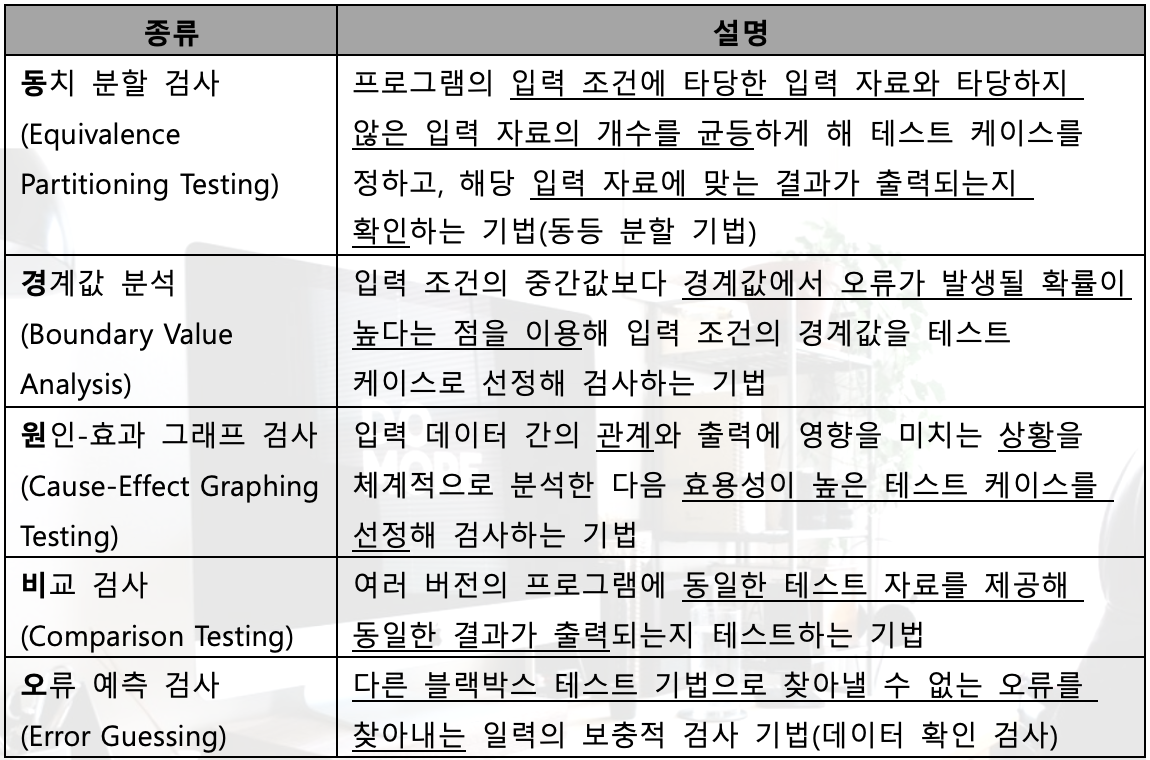 종류
설명
동치 분할 검사
(Equivalence
Partitioning Testing)
프로그램의 입력 조건에 타당한 입력 자료와 타당하지
않은 입력 자료의 개수를 균등하게 해 테스트 케이스를
정하고, 해당 입력 자료에 맞는 결과가 출력되는지
확인하는 기법(동등 분할 기법)
경계값 분석
(Boundary Value
Analysis)
입력 조건의 중간값보다 경계값에서 오류가 발생될 확률이
높다는 점을 이용해 입력 조건의 경계값을 테스트
케이스로 선정해 검사하는 기법
원인-효과 그래프 검사
(Cause-Effect Graphing
Testing)
입력 데이터 간의 관계와 출력에 영향을 미치는 상황을
체계적으로 분석한 다음 효용성이 높은 테스트 케이스를
선정해 검사하는 기법
비교 검사
(Comparison Testing)
여러 버전의 프로그램에 동일한 테스트 자료를 제공해
동일한 결과가 출력되는지 테스트하는 기법
오류 예측 검사
(Error Guessing)
다른 블랙박스 테스트 기법으로 찾아낼 수 없는 오류를
찾아내는 일력의 보충적 검사 기법(데이터 확인 검사)
DO
MORE